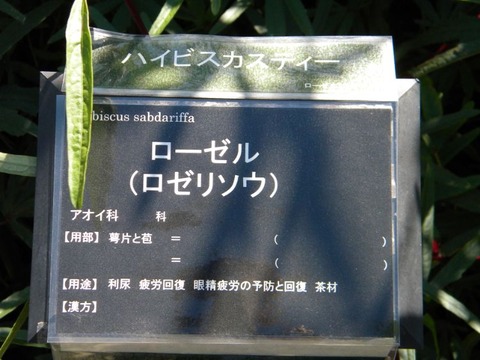 ハイビスカスティー
biscus sabdariffa
ローゼル
（ロゼリソウ）
アオイ科 科
【用部】 萼片と苞 ＝ （ ）
＝ （ ）
【用途】 利尿 疲労回復 眼精疲労の予防と回復 茶材
【漢方】